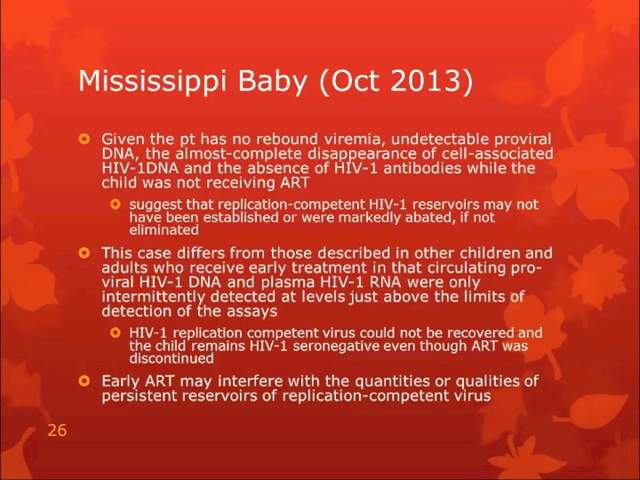 Mississippi Baby (Oct 2013)
Given the pt has no rebound viremia, undetectable proviral
DNA, the almost-complete disappearance of cell-associated
HIV-1DNA and the absence of HIV-1 antibodies while the
child was not receiving ART
suggest that replication-competent HIV-1 reservoirs may not
have been established or were markedly abated, if not
eliminated
This case differs from those described in other children and
adults who receive early treatment in that circulating pro-
viral HIV-1 DNA and plasma HIV-1 RNA were only
intermittently detected at levels just above the limits of
detection of the assays
HIV-1 replication competent virus could not be recovered and
the child remains HIV-1 seronegative even though ART was
discontinued
Early ART may interfere with the quantities or qualities of
persistent reservoirs of replication-competent virus
26